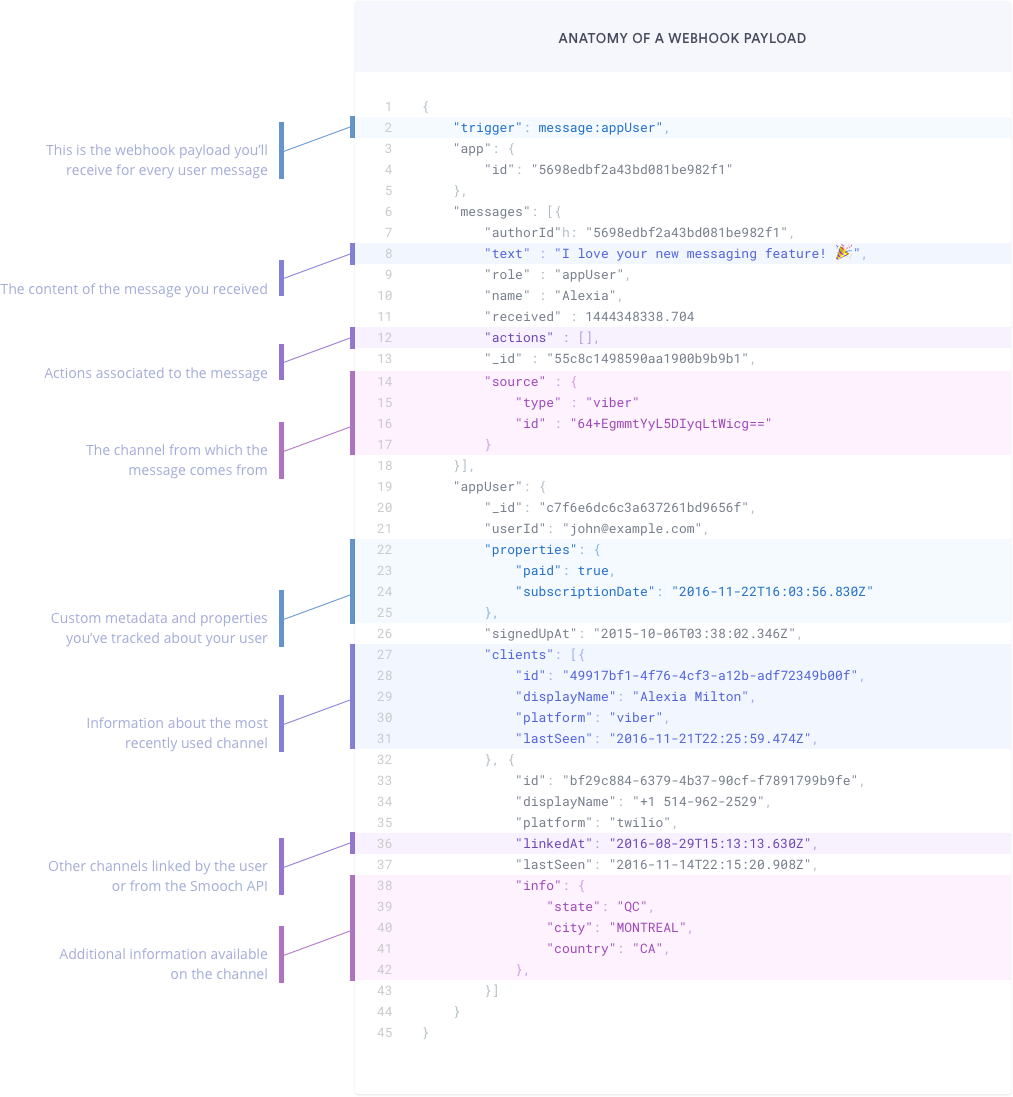 ANATOMY OF A WEBHOOK PAYLOAD
This is the webhook payload you'll
receive for every user message
The content of the message you received
Actions associated to the message
The channel from which the
message comes from
Custom metadata and properties
you've tracked about your user
Information about the most
recently used channel
Other channels linked by the user
or from the Smooch API
Additional information available
on the channel
1 {
2 "trigger": message:appUser",
3 "app": {
4 "id": "5698edbf2a43bd081be982f1"
5 },
6 "messages": [{
7 "authorId"h: "5698edbf2a43bd081be982f1",
8 "text" : "I love your new messaging feature! 🎉",
9 "role" : "appUser",
10 "name" : "Alexia",
11 "received" : 1444348338.704
12 "actions" : [],
13 "_id" : "55c8c1498590aa1900b9b9b1",
14 "source" : {
15 "type" : "viber"
16 "id" : "64+EgmmtYyL5DIyqLtWicg=="
17 }
18 }],
19 "appUser": {
20 "_id": "c7f6e6dc6c3a637261bd9656f",
21 "userId": "john@example.com",
22 "properties": {
23 "paid": true,
24 "subscriptionDate": "2016-11-22T16:03:56.830Z"
25 },
26 "signedUpAt": "2015-10-06T03:38:02.346Z",
27 "clients": [{
28 "id": "49917bf1-4f76-4cf3-a12b-adf72349b00f",
29 "displayName": "Alexia Milton",
30 "platform": "viber",
31 "lastSeen": "2016-11-21T22:25:59.474Z",
32 }, {
33 "id": "bf29c884-6379-4b37-90cf-f7891799b9fe",
34 "displayName": "+1 514-962-2529",
35 "platform": "twilio",
36 "linkedAt": "2016-08-29T15:13:13.630Z",
37 "lastSeen": "2016-11-14T22:15:20.908Z",
38 "info": {
39 "state": "QC",
40 "city": "MONTREAL",
41 "country": "CA",
42 },
43 }]
44 }
45 }